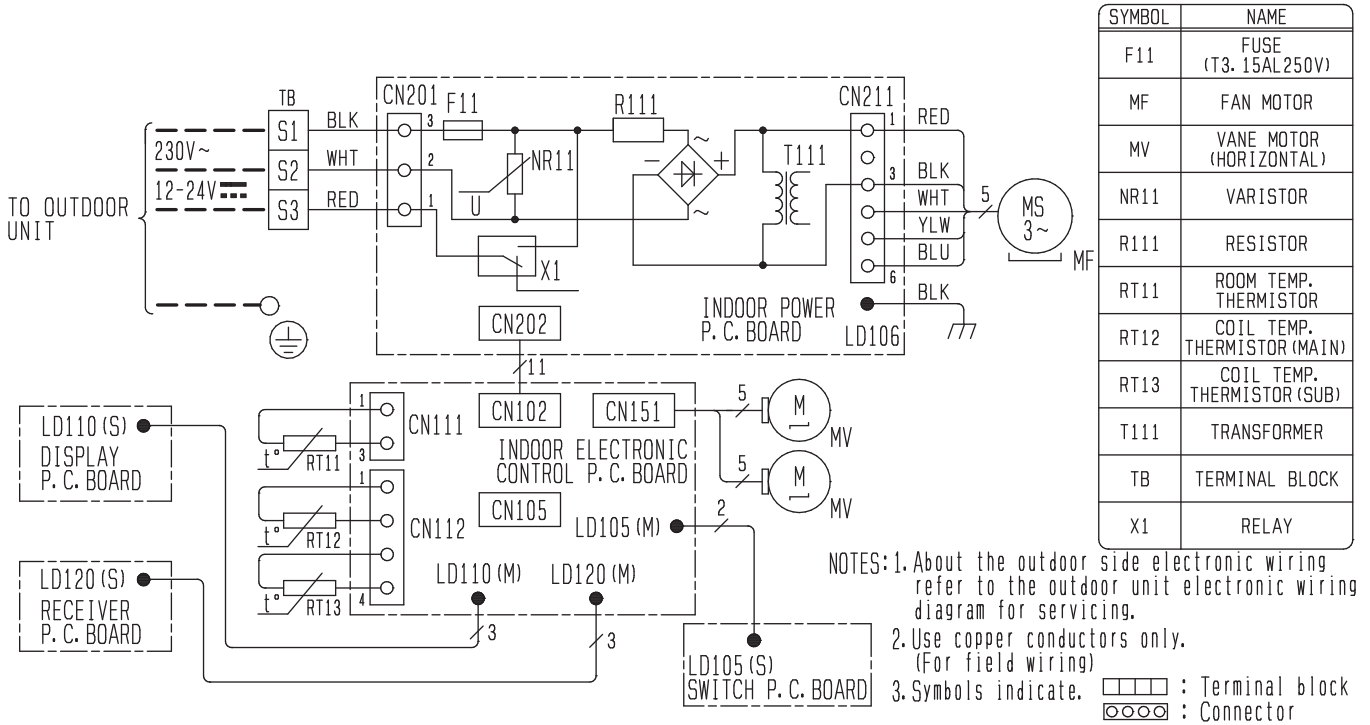 TO OUTDOOR
UNIT
230V~
12-24V
TB
S1
S2
S3
BLK
WHT
RED
CN201
3
2
1
F11
NR11
U
X1
R111
~
-
+
~
T111
CN211
1
3
6
RED
BLK
WHT
YLW
BLU
5
MS
3~
MF
INDOOR POWER
P.C.BOARD
LD106
BLK
CN202
11
CN102
CN151
INDOOR ELECTRONIC
CONTROL P.C.BOARD
CN105
LD105(M)
LD110(M)
LD120(M)
5
M
MV
5
M
MV
2
1
3
CN111
t°
RT11
1
4
CN112
t°
RT12
t°
RT13
LD110(S)
DISPLAY
P.C.BOARD
LD120(S)
RECEIVER
P.C.BOARD
3
3
LD105(S)
SWITCH P.C.BOARD
SYMBOL NAME
F11 FUSE
(T3.15AL250V)
MF FAN MOTOR
MV VANE MOTOR
(HORIZONTAL)
NR11 VARISTOR
R111 RESISTOR
RT11 ROOM TEMP.
THERMISTOR
RT12 COIL TEMP.
THERMISTOR(MAIN)
RT13 COIL TEMP.
THERMISTOR(SUB)
T111 TRANSFORMER
TB TERMINAL BLOCK
X1 RELAY
NOTES:1.About the outdoor side electronic wiring
refer to the outdoor unit electronic wiring
diagram for servicing.
2.Use copper conductors only.
(For field wiring)
3.Symbols indicate.
: Terminal block
: Connector